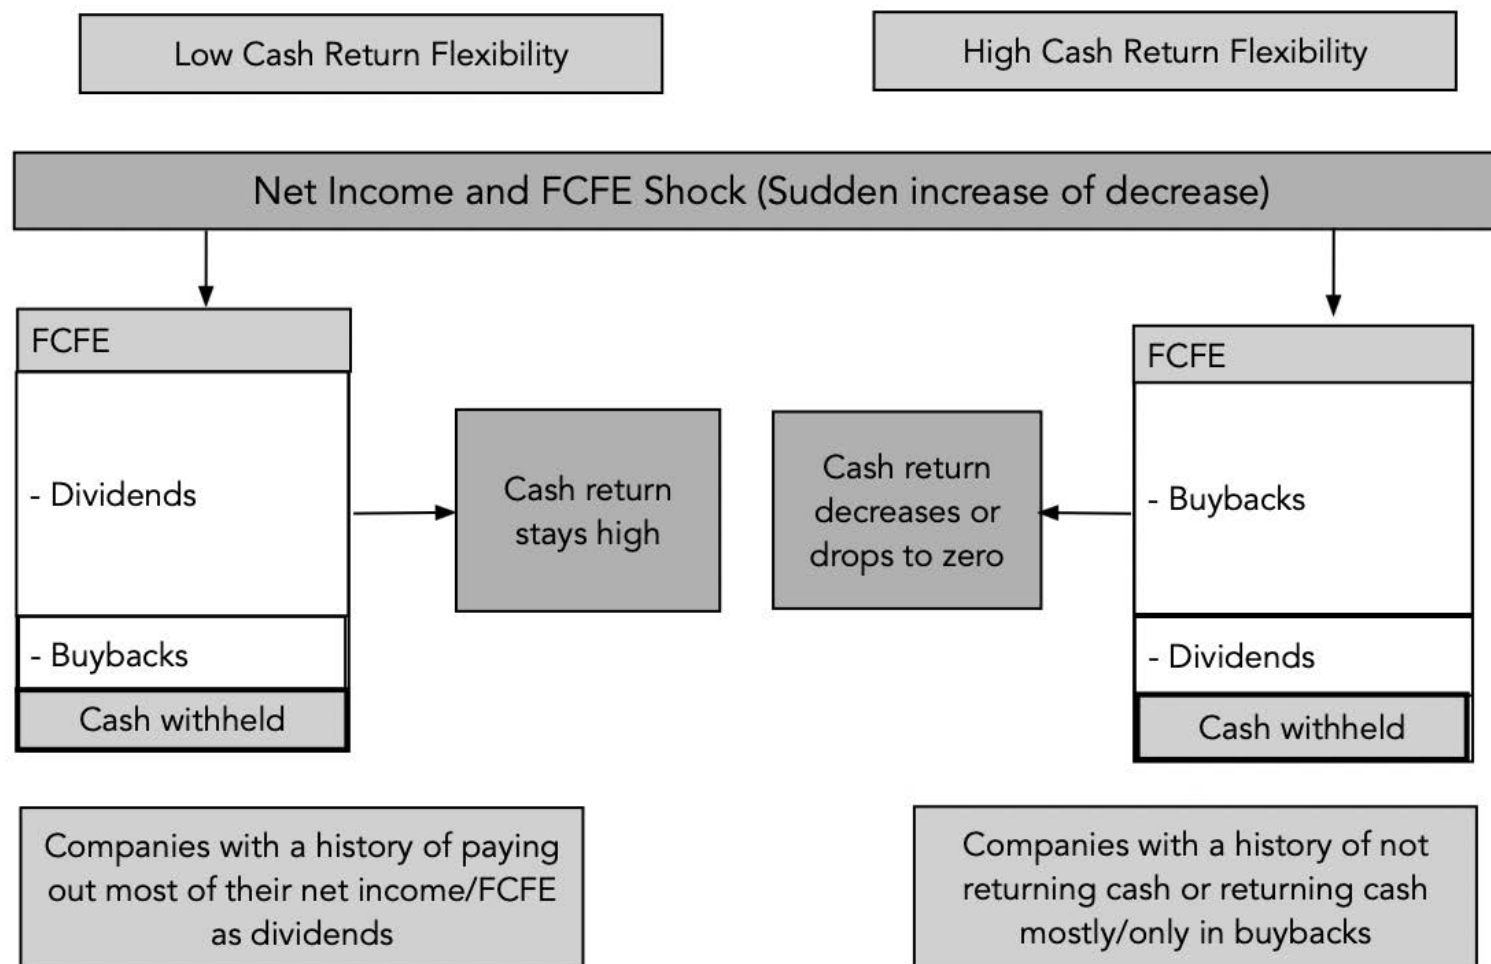 Low Cash Return Flexibility
High Cash Return Flexibility
Net Income and FCFE Shock (Sudden increase of decrease)
FCFE
- Dividends
- Buybacks
Cash withheld
Cash return
stays high
Cash return
decreases or
drops to zero
FCFE
- Buybacks
- Dividends
Cash withheld
Companies with a history of paying
out most of their net income/FCFE
as dividends
Companies with a history of not
returning cash or returning cash
mostly/only in buybacks